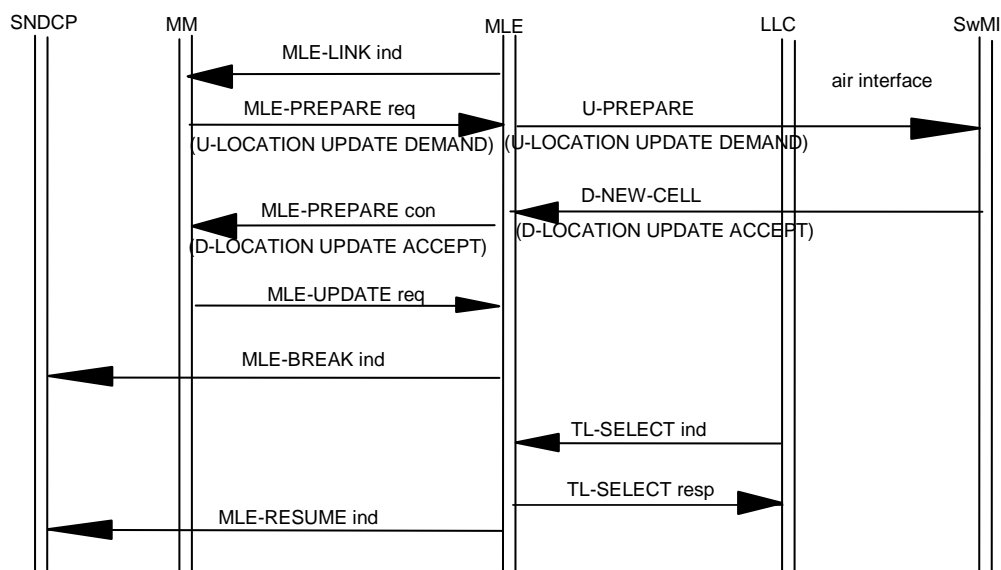 SNDCP
MM
MLE
LLC
SwMI
MLE-LINK ind
air interface
MLE-PREPARE req
U-PREPARE
(U-LOCATION UPDATE DEMAND)
(U-LOCATION UPDATE DEMAND)
D-NEW-CELL
MLE-PREPARE con
(D-LOCATION UPDATE ACCEPT)
(D-LOCATION UPDATE ACCEPT)
MLE-UPDATE req
MLE-BREAK ind
TL-SELECT ind
TL-SELECT resp
MLE-RESUME ind